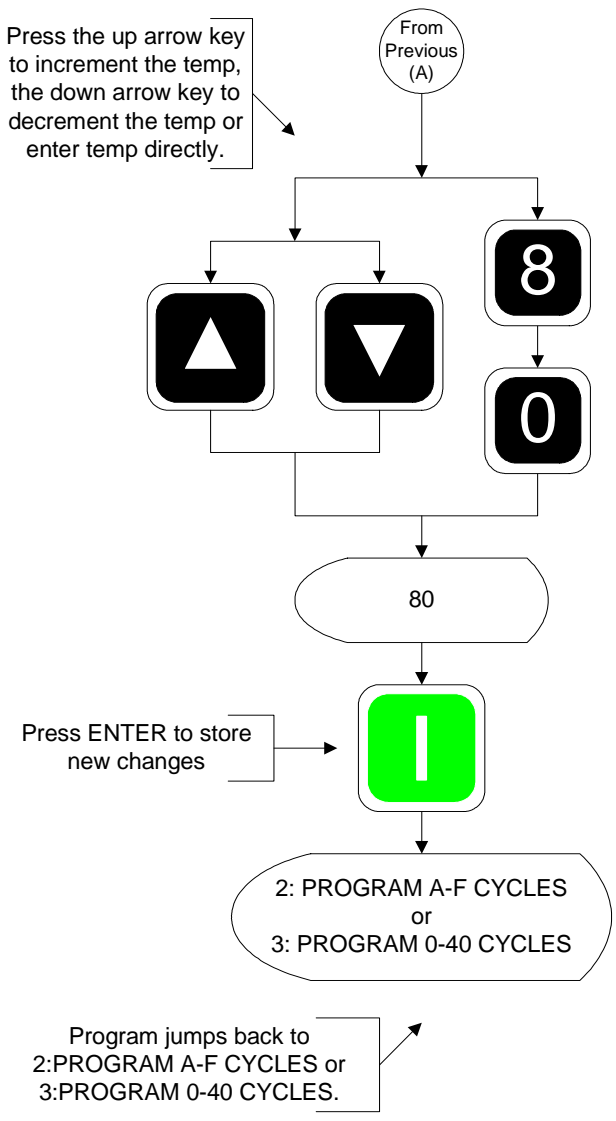 Press the up arrow key
to increment the temp,
the down arrow key to
decrement the temp or
enter temp directly.
From
Previous
(A)
8
0
80
Press ENTER to store
new changes
2: PROGRAM A-F CYCLES
or
3: PROGRAM 0-40 CYCLES
Program jumps back to
2:PROGRAM A-F CYCLES or
3:PROGRAM 0-40 CYCLES.